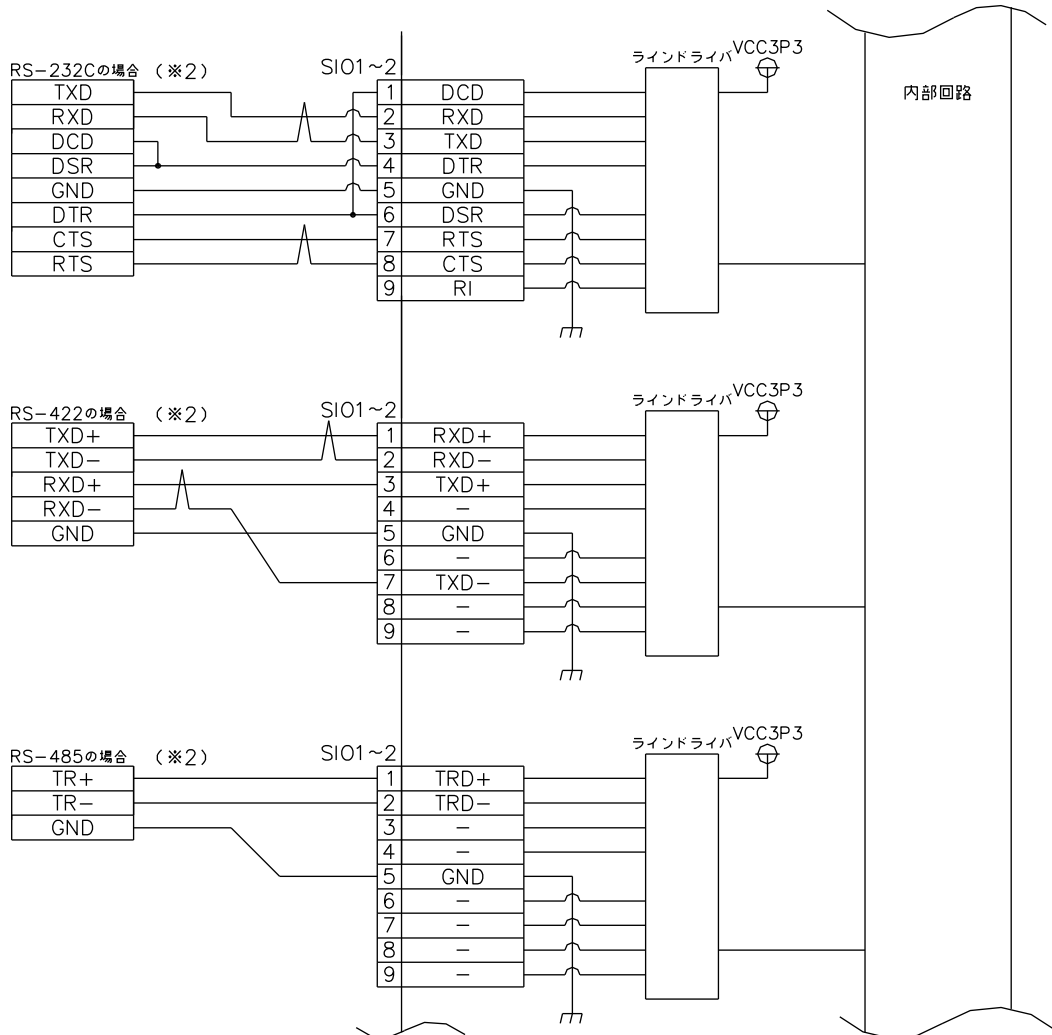 RS-232Cの場合 (※2)
TXD
RXD
DCD
DSR
GND
DTR
CTS
RTS
SIO1~2
1 DCD
2 RXD
3 TXD
4 DTR
5 GND
6 DSR
7 RTS
8 CTS
9 RI
ラインドライバ
VCC3P3
内部回路
RS-422の場合 (※2)
TXD+
TXD-
RXD+
RXD-
GND
SIO1~2
1 RXD+
2 RXD-
3 TXD+
4 -
5 GND
6 -
7 TXD-
8 -
9 -
ラインドライバ
VCC3P3
RS-485の場合 (※2)
TR+
TR-
GND
SIO1~2
1 TRD+
2 TRD-
3 -
4 -
5 GND
6 -
7 -
8 -
9 -
ラインドライバ
VCC3P3